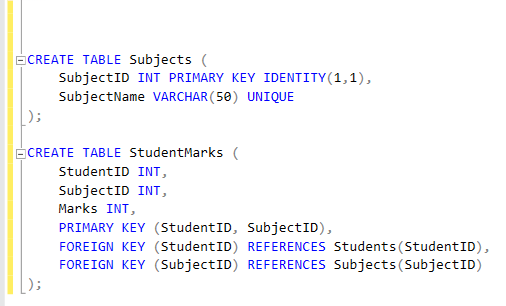 CREATE TABLE Subjects (
    SubjectID INT PRIMARY KEY IDENTITY(1,1),
    SubjectName VARCHAR(50) UNIQUE
);
CREATE TABLE StudentMarks (
    StudentID INT,
    SubjectID INT,
    Marks INT,
    PRIMARY KEY (StudentID, SubjectID),
    FOREIGN KEY (StudentID) REFERENCES Students(StudentID),
    FOREIGN KEY (SubjectID) REFERENCES Subjects(SubjectID)
);